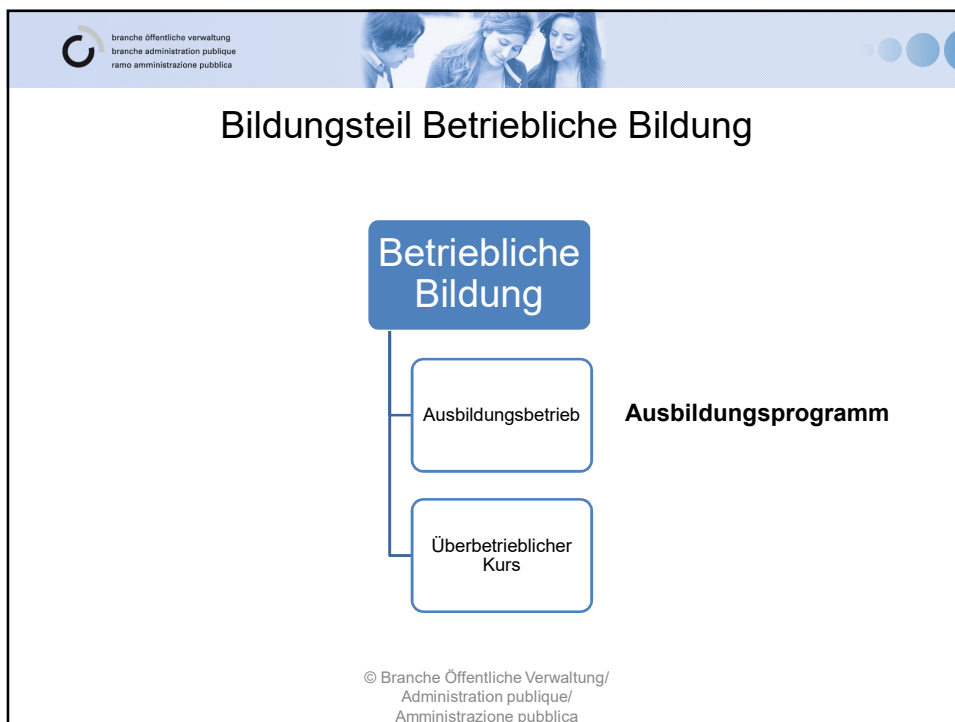 branche öffentliche verwaltung
branche administration publique
ramo amministrazione pubblica
Bildungsteil Betriebliche Bildung
Betriebliche
Bildung
Ausbildungsbetrieb
Ausbildungsprogramm
Überbetrieblicher
Kurs
© Branche Öffentliche Verwaltung/
Administration publique/
Amministrazione pubblica